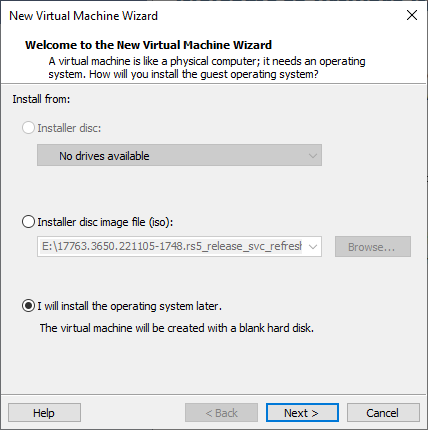 New Virtual Machine Wizard
Welcome to the New Virtual Machine Wizard
A virtual machine is like a physical computer; it needs an operating
system. How will you install the guest operating system?
Install from:
Installer disc:
No drives available
Installer disc image file (iso):
E:\17763.3650.221105-1748.rs5_release_svc_refresh
Browse...
I will install the operating system later.
The virtual machine will be created with a blank hard disk.
Help
< Back
Next >
Cancel